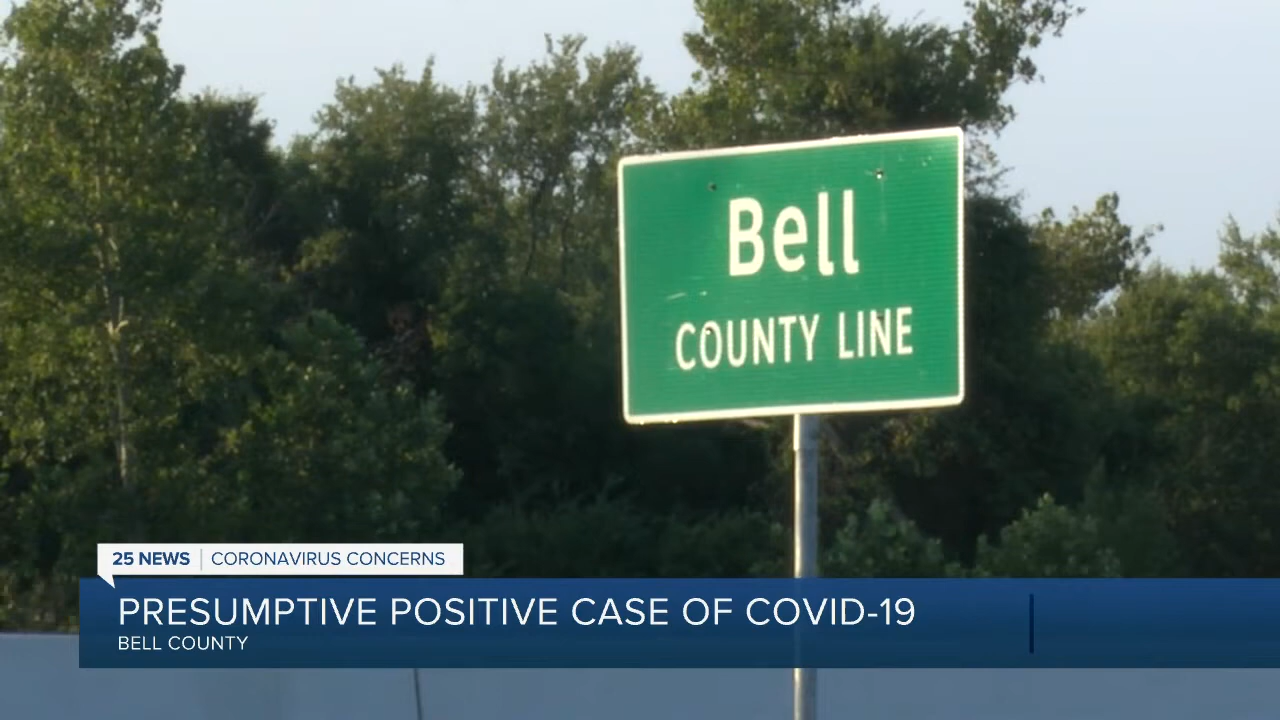 Bell
COUNTY LINE
25 NEWS | CORONAVIRUS CONCERNS
PRESUMPTIVE POSITIVE CASE OF COVID-19
BELL COUNTY